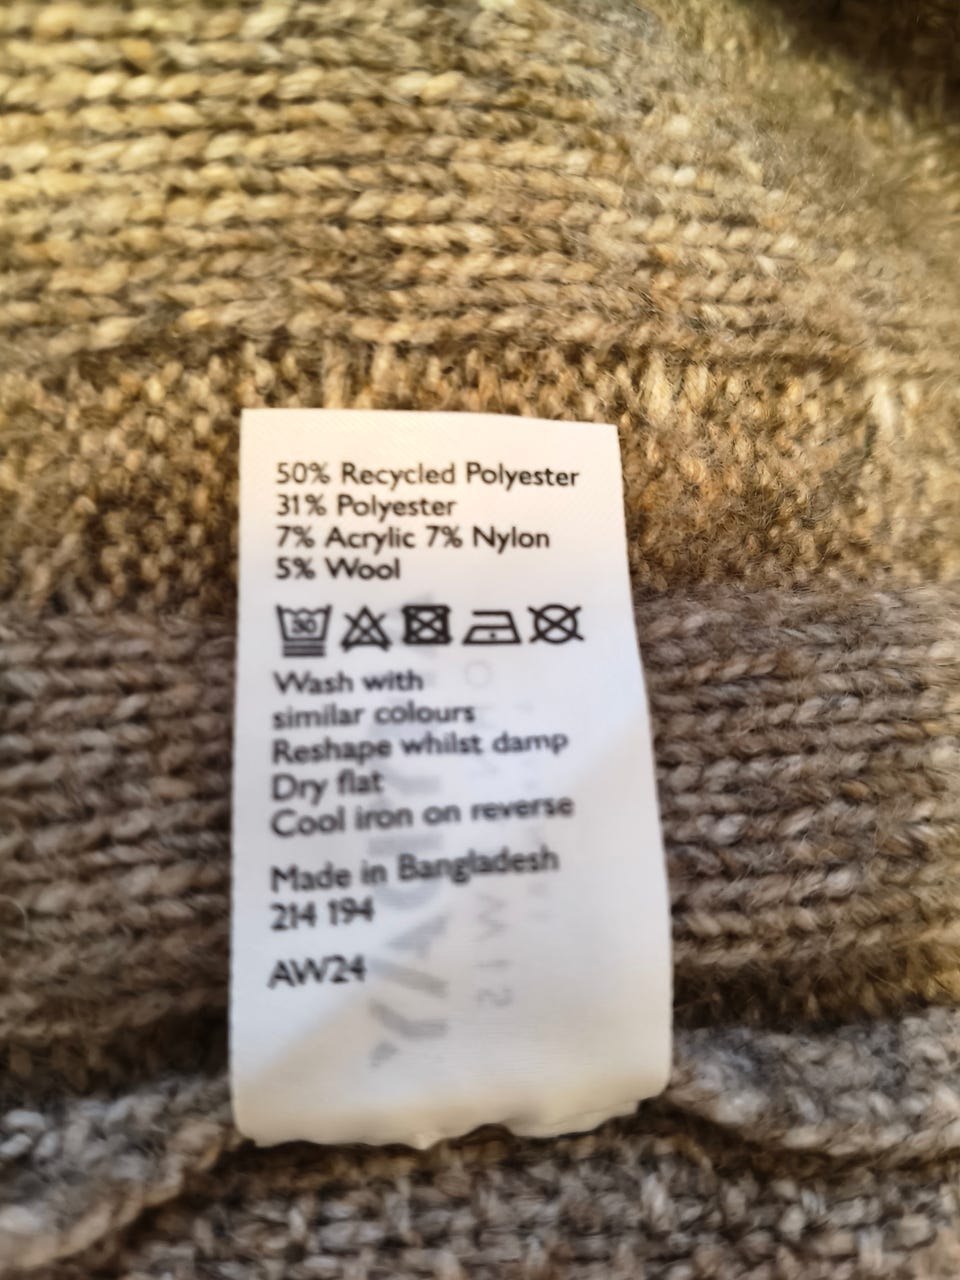 50% Recycled Polyester
31% Polyester
7% Acrylic 7% Nylon
5% Wool
30
Wash with
similar colours
Reshape whilst damp
Dry flat
Cool iron on reverse
Made in Bangladesh
214 194
AW24